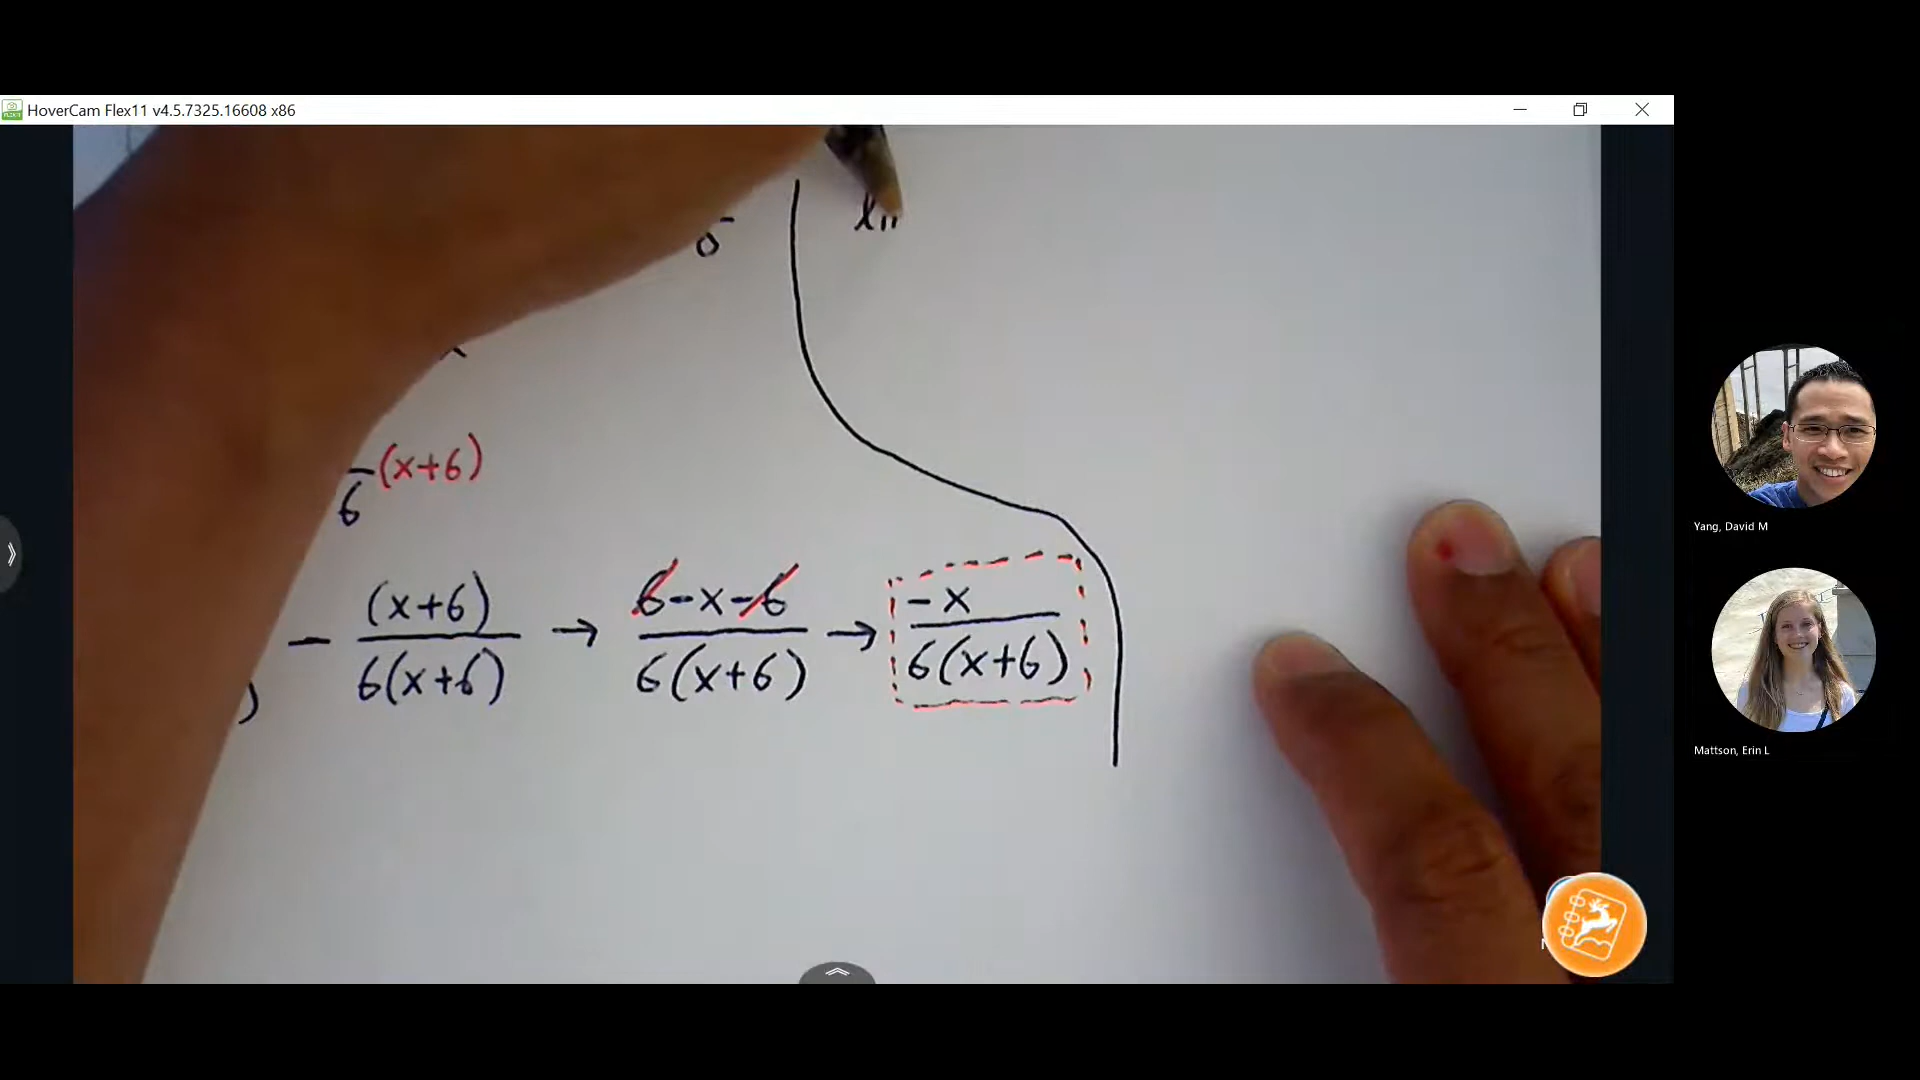 HoverCam Flex11 v4.5.7325.16608 x86
(x+6)
6
(x+6)
6(x+6)
→
6-x-6
6(x+6)
→
-x
6(x+6)
)
Yang, David M
Mattson, Erin L